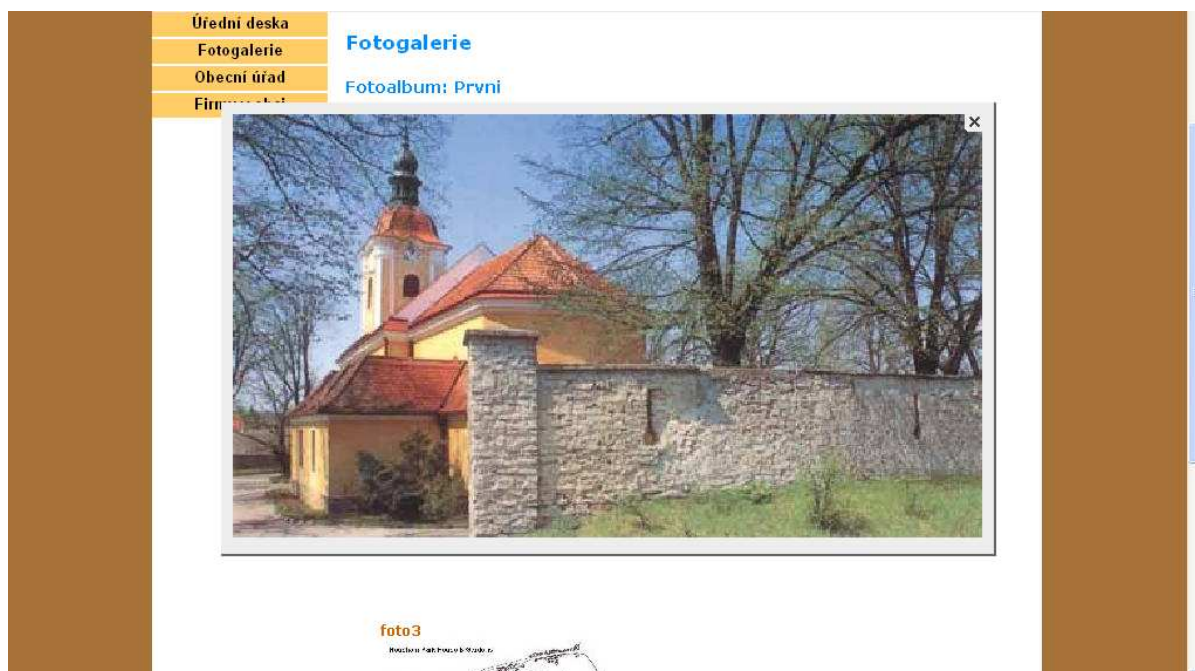 Úřední deska
Fotogalerie
Obecní úřad
Fotogalerie
Fotoalbum: Prvni
foto3